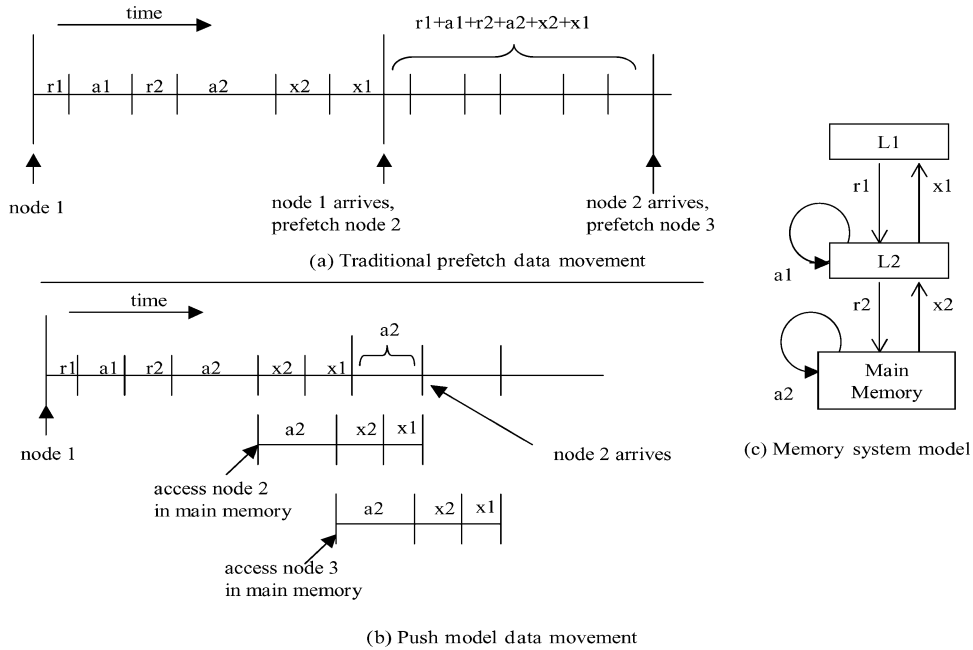 time
r1+a1+r2+a2+x2+x1
r1 a1 r2 a2 x2 x1
node 1
node 1 arrives,
prefetch node 2
node 2 arrives,
prefetch node 3
(a) Traditional prefetch data movement
time
a2
r1 a1 r2 a2 x2 x1
node 1
a2 x2 x1
node 2 arrives
access node 2
in main memory
a2 x2 x1
access node 3
in main memory
(b) Push model data movement
L1
r1 x1
L2
a1
r2 x2
Main
Memory
a2
(c) Memory system model